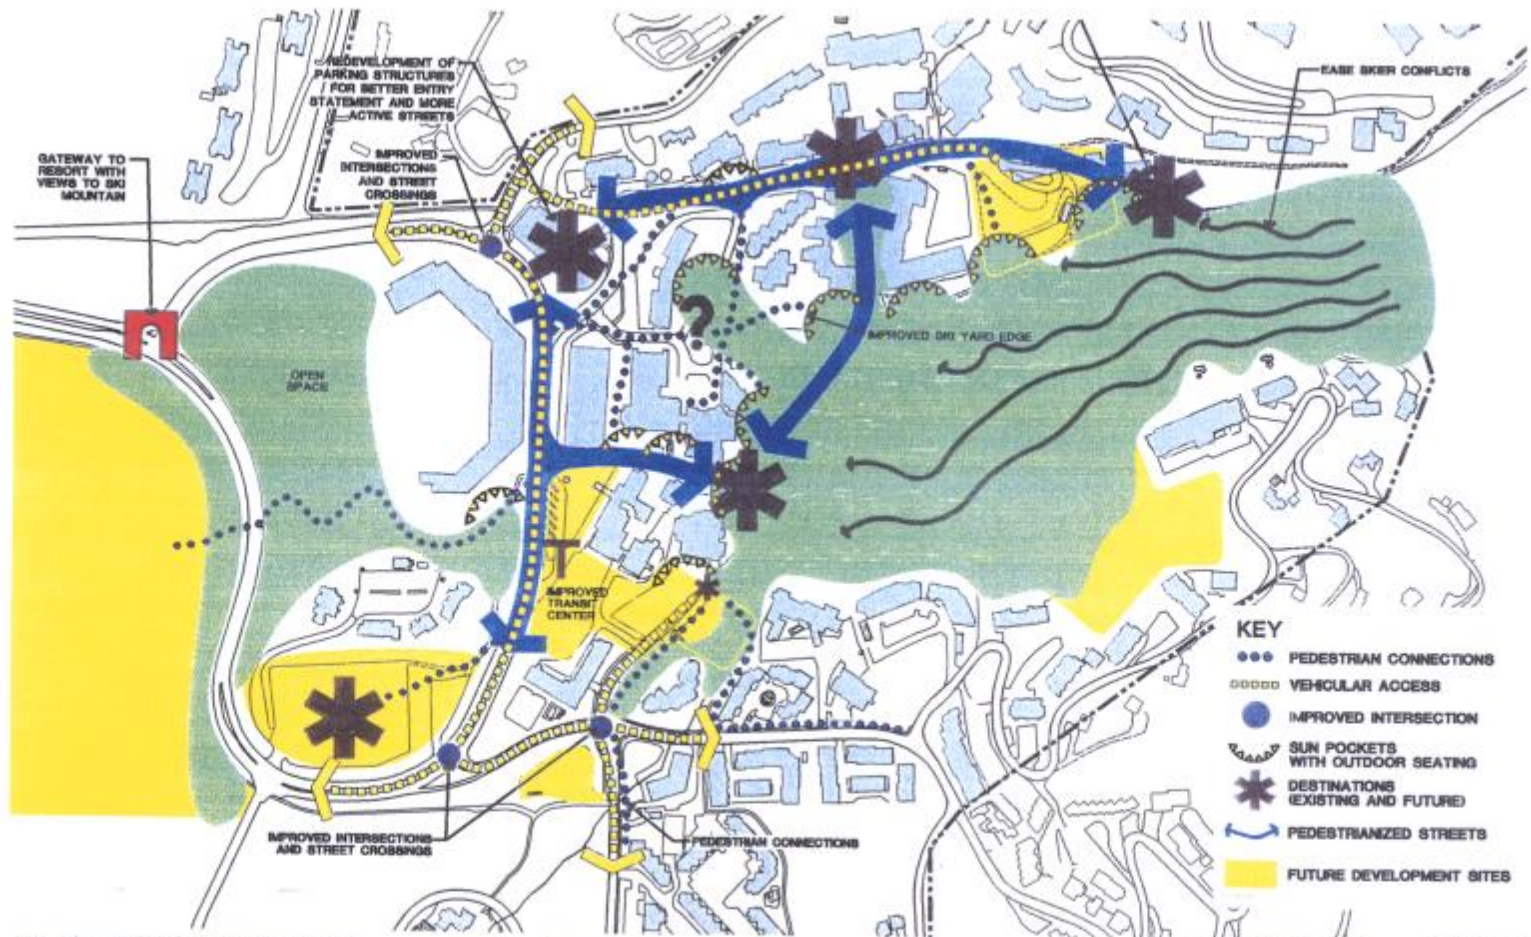 REDEVELOPMENT OF
PARKING STRUCTURES
FOR BETTER ENTRY
STATEMENT AND MORE
ACTIVE STREETS
EASE SKIER CONFLICTS
GATEWAY TO
RESORT WITH
VIEWS TO SKI
MOUNTAIN
IMPROVED
INTERSECTIONS
AND STREET
CROSSINGS
?
IMPROVED SKI YARD EDGE
OPEN
SPACE
T
IMPROVED
TRANSIT
CENTER
IMPROVED INTERSECTIONS
AND STREET CROSSINGS
PEDESTRIAN CONNECTIONS
KEY
PEDESTRIAN CONNECTIONS
VEHICULAR ACCESS
IMPROVED INTERSECTION
SUN POCKETS
WITH OUTDOOR SEATING
DESTINATIONS
(EXISTING AND FUTURE)
PEDESTRIANIZED STREETS
FUTURE DEVELOPMENT SITES